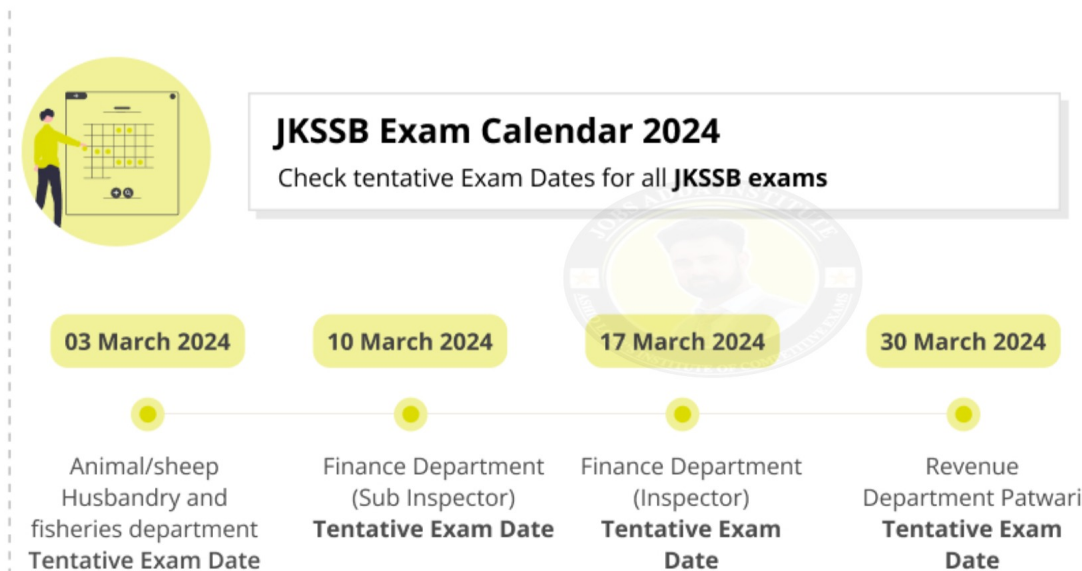 JKSSB Exam Calendar 2024
Check tentative Exam Dates for all JKSSB exams
03 March 2024
Animal/sheep
Husbandry and
fisheries department
Tentative Exam Date
10 March 2024
Finance Department
(Sub Inspector)
Tentative Exam Date
17 March 2024
Finance Department
(Inspector)
Tentative Exam
Date
30 March 2024
Revenue
Department Patwari
Tentative Exam
Date